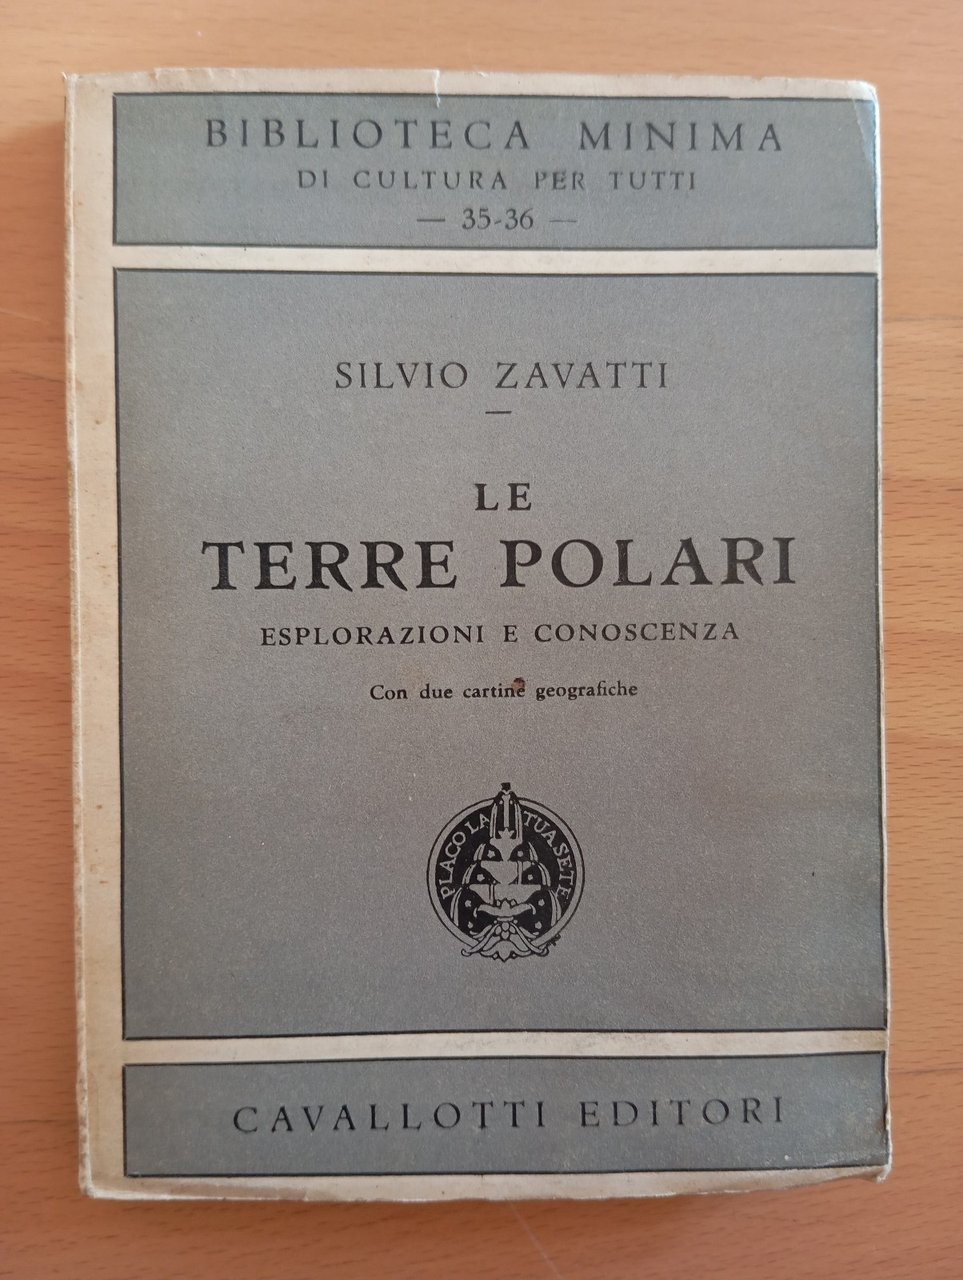 BIBLIOTECA MINIMA
DI CULTURA PER TUTTI
— 35-36 —
SILVIO ZAVATTI
—
LE
TERRE POLARI
ESPLORAZIONI E CONOSCENZA
Con due cartine geografiche
PLACO LA TUA SETE
CAVALLOTTI EDITORI